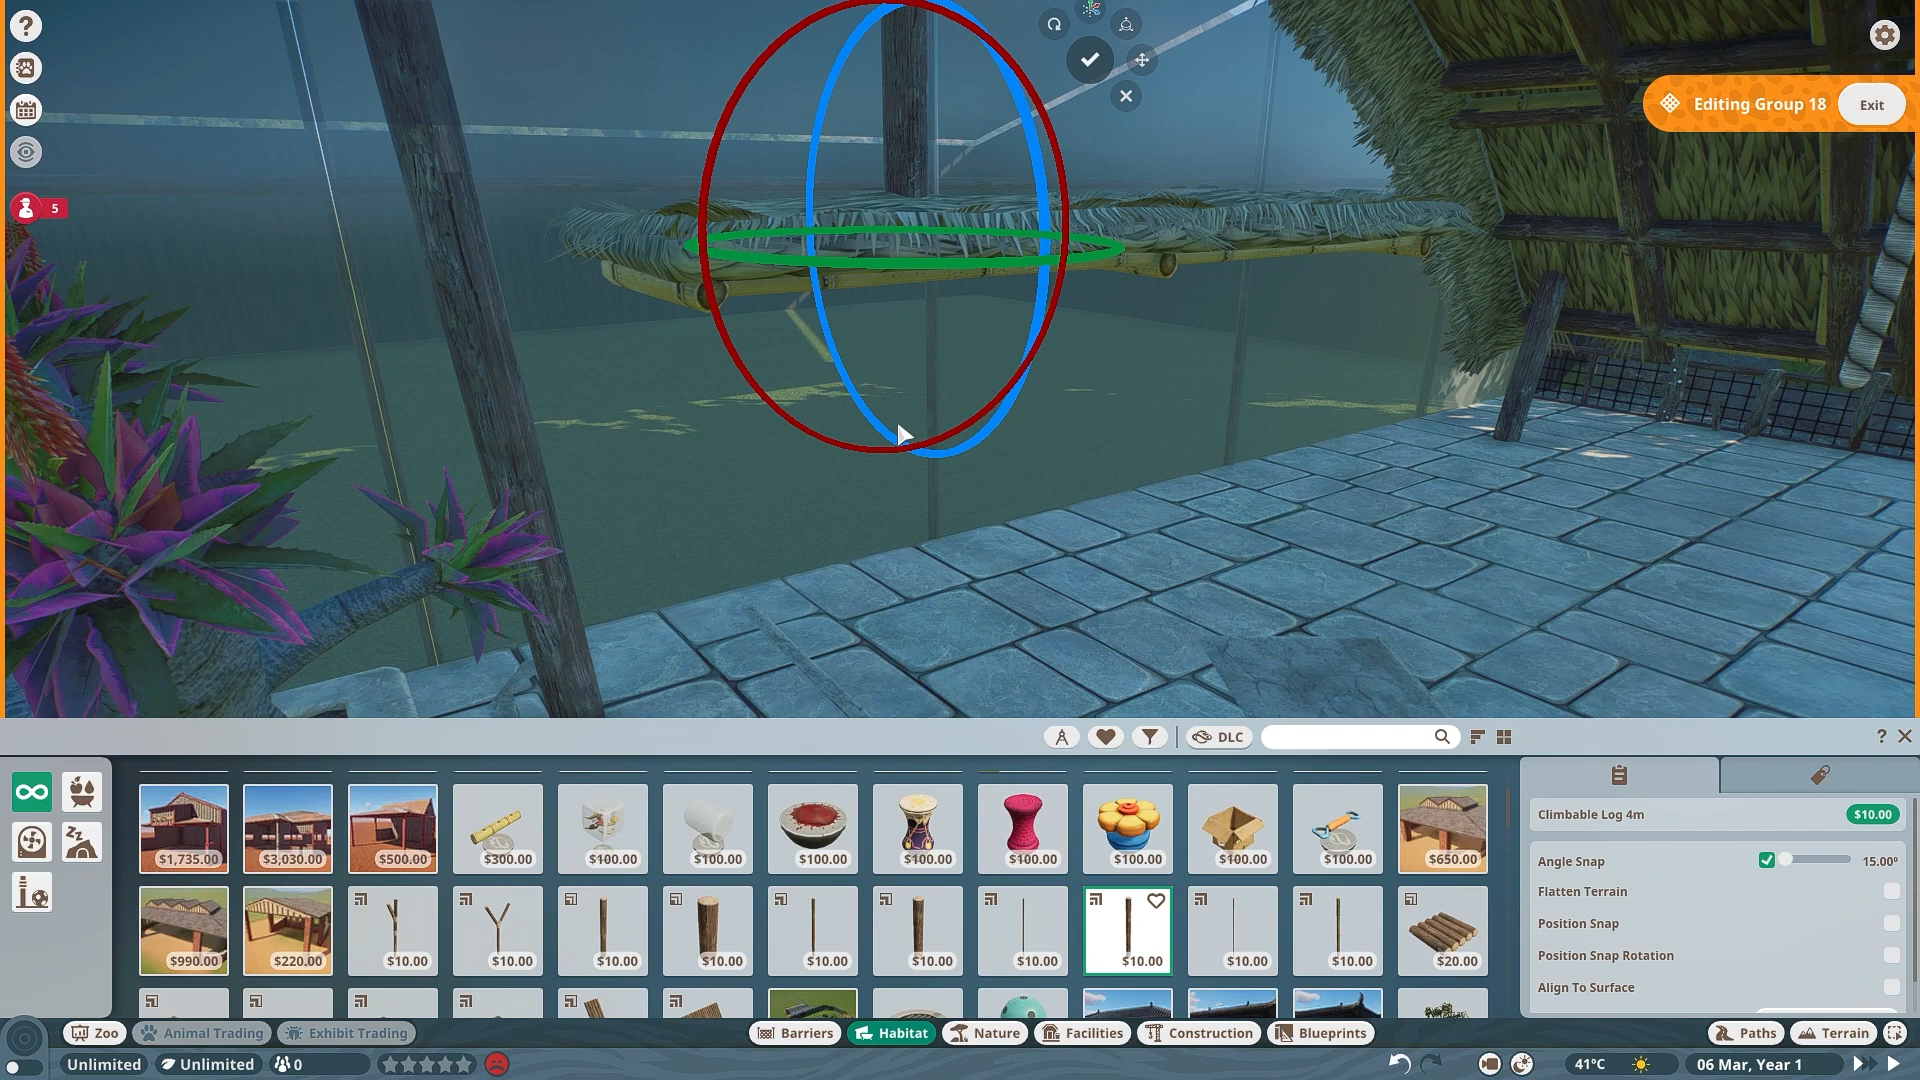 ?
Editing Group 18 Exit
5
DLC
?
$1,735.00 $3,030.00 $500.00 $300.00 $100.00 $100.00 $100.00 $100.00 $100.00 $100.00 $100.00 $100.00 $650.00
$990.00 $220.00 $10.00 $10.00 $10.00 $10.00 $10.00 $10.00 $10.00 $10.00 $10.00 $10.00 $20.00
Climbable Log 4m $10.00
Angle Snap 15.00°
Flatten Terrain
Position Snap
Position Snap Rotation
Align To Surface
Zoo Animal Trading Exhibit Trading Barriers Habitat Nature Facilities Construction Blueprints Paths Terrain
Unlimited Unlimited 0 41°C 06 Mar, Year 1